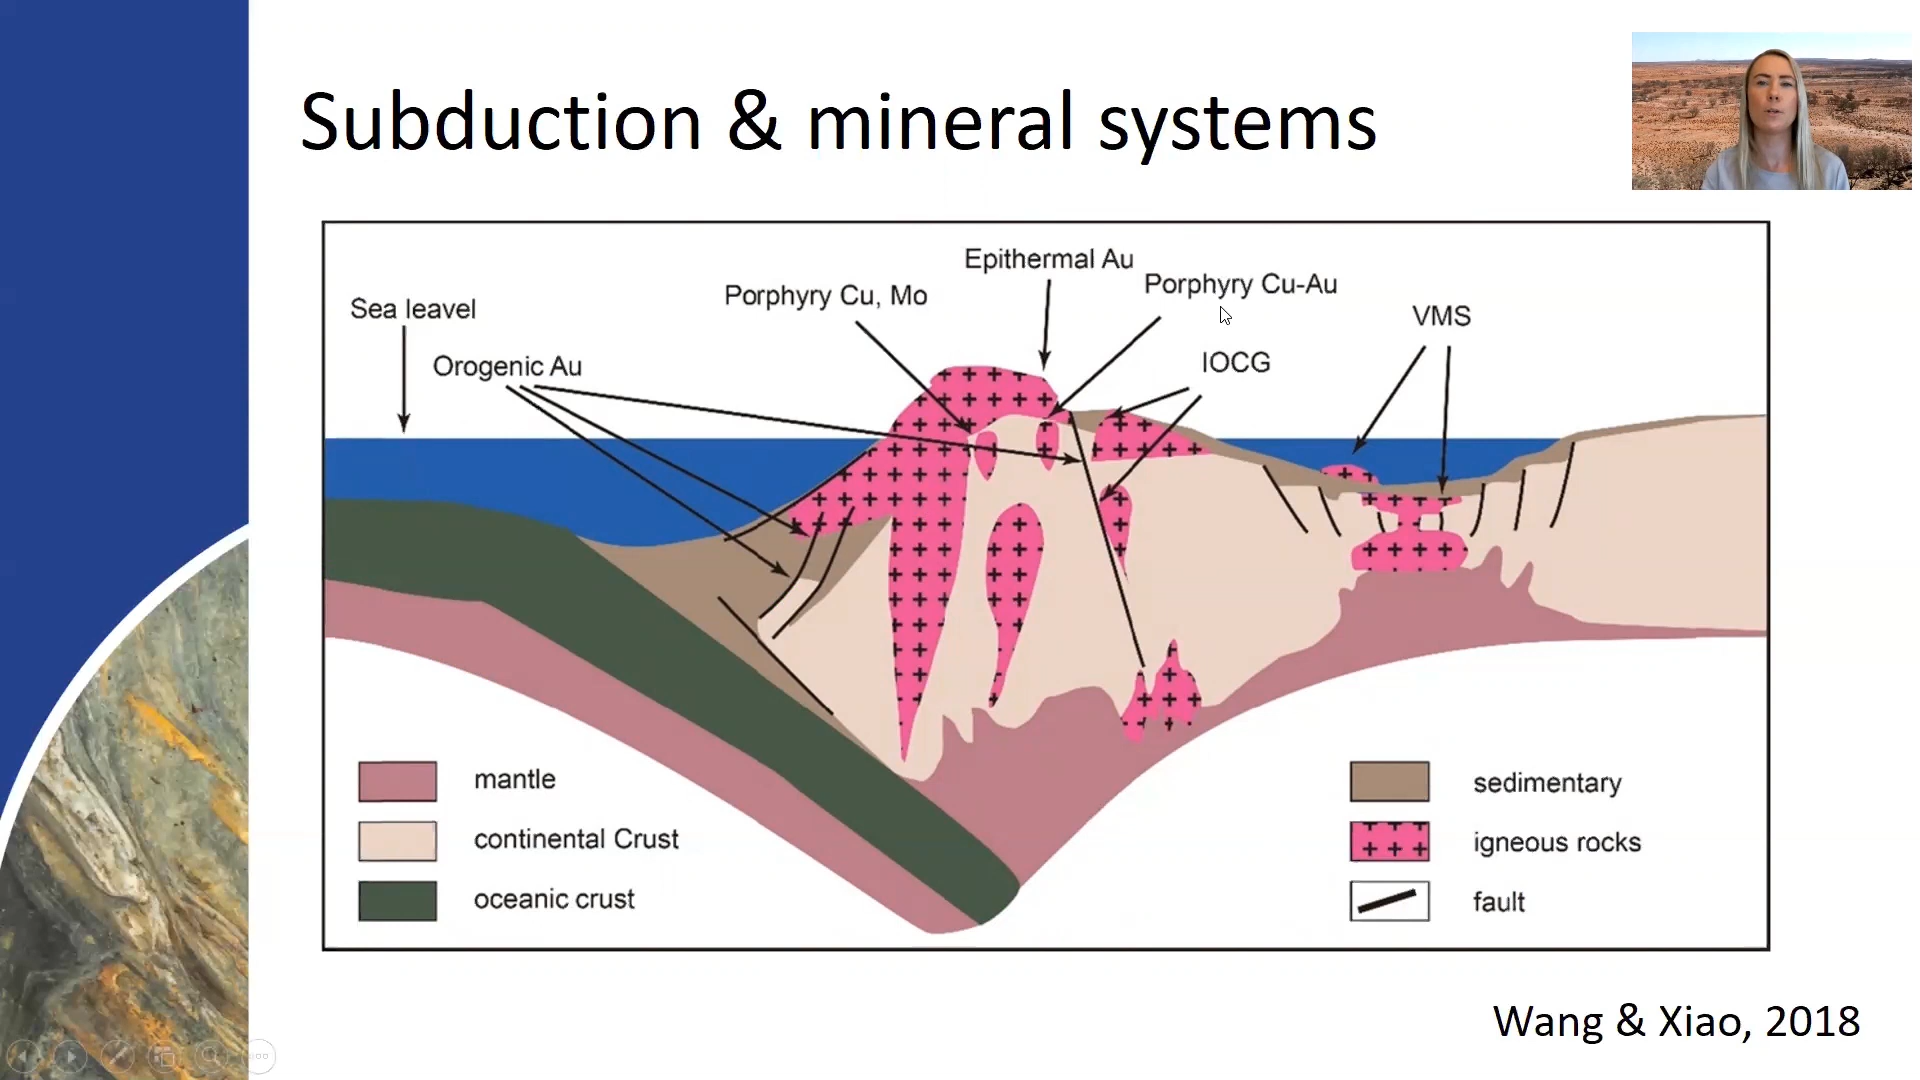 Subduction & mineral systems
Epithermal Au
Porphyry Cu-Au
Porphyry Cu, Mo
Sea leavel
VMS
Orogenic Au
IOCG
mantle
continental Crust
oceanic crust
sedimentary
igneous rocks
fault
Wang & Xiao, 2018